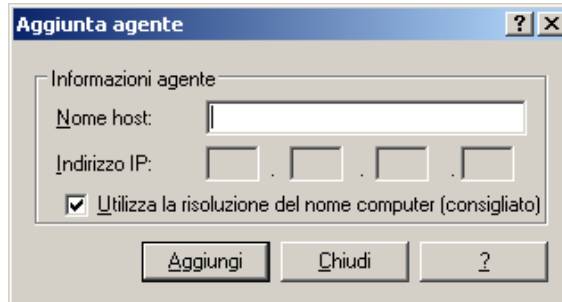 Aggiunta agente
Informazioni agente
Nome host:
Indirizzo IP: . . .
Utilizza la risoluzione del nome computer (consigliato)
Aggiungi Chiudi ?